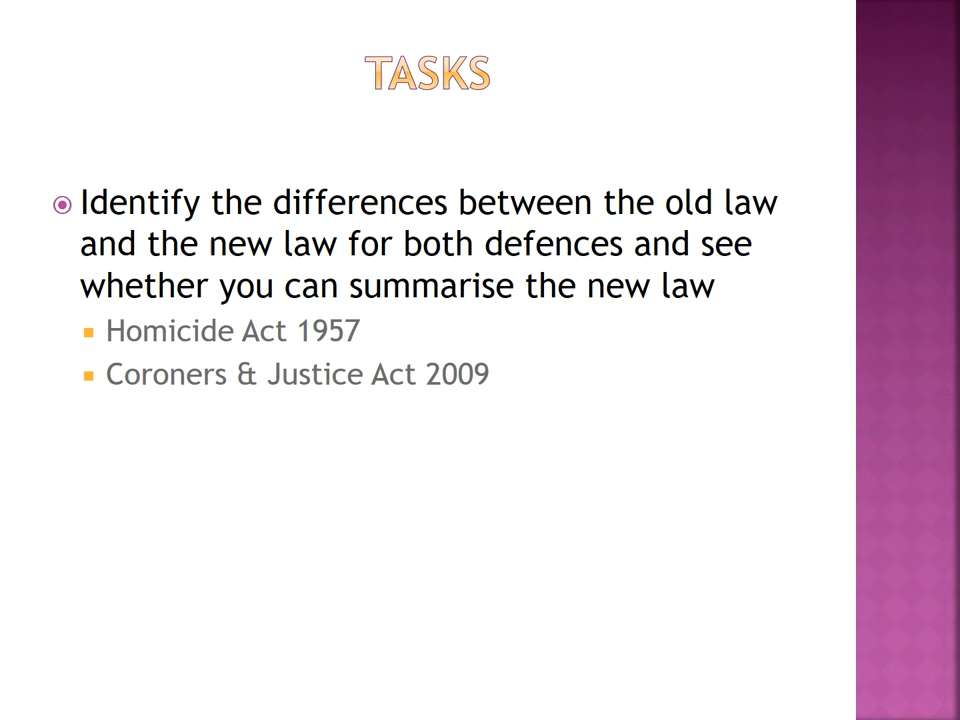 TASKS
Identify the differences between the old law
and the new law for both defences and see
whether you can summarise the new law
Homicide Act 1957
Coroners & Justice Act 2009